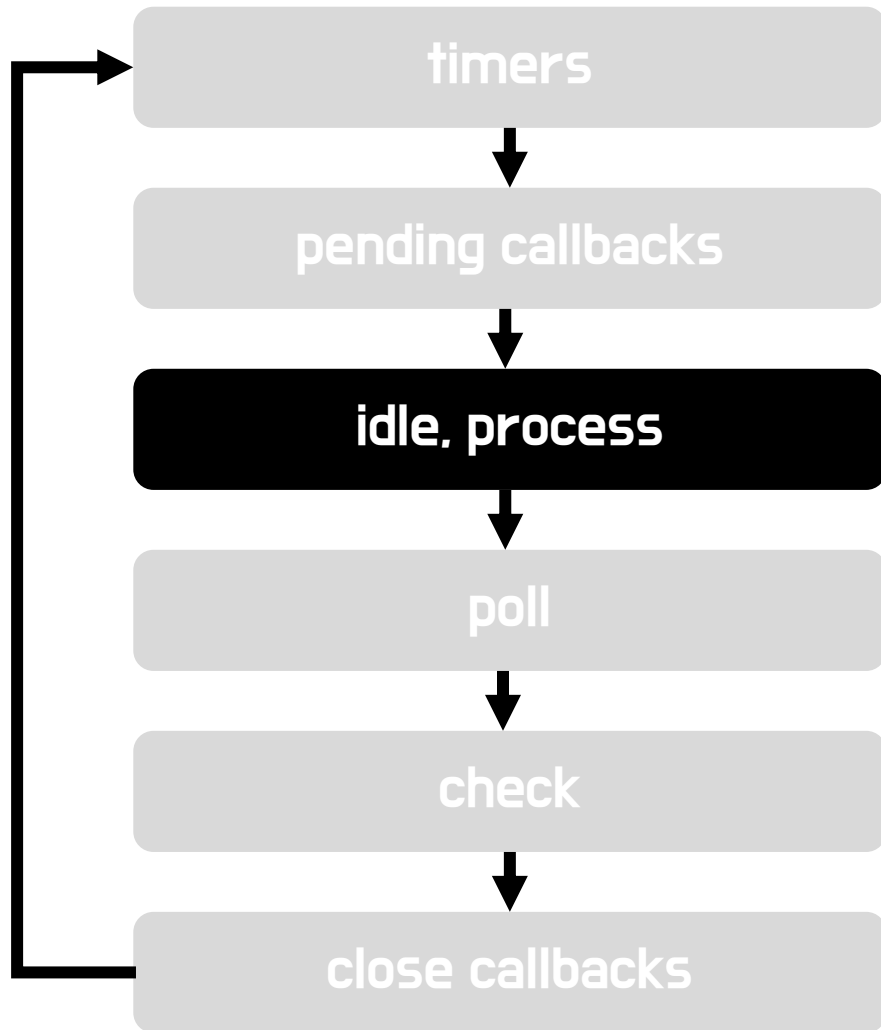 timers
pending callbacks
idle, process
poll
check
close callbacks